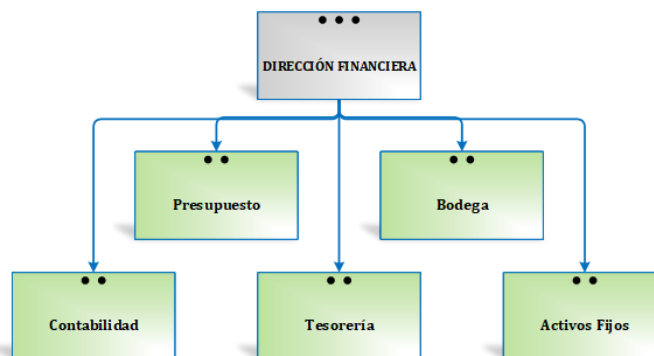 DIRECCIÓN FINANCIERA
Presupuesto
Bodega
Contabilidad
Tesorería
Activos Fijos